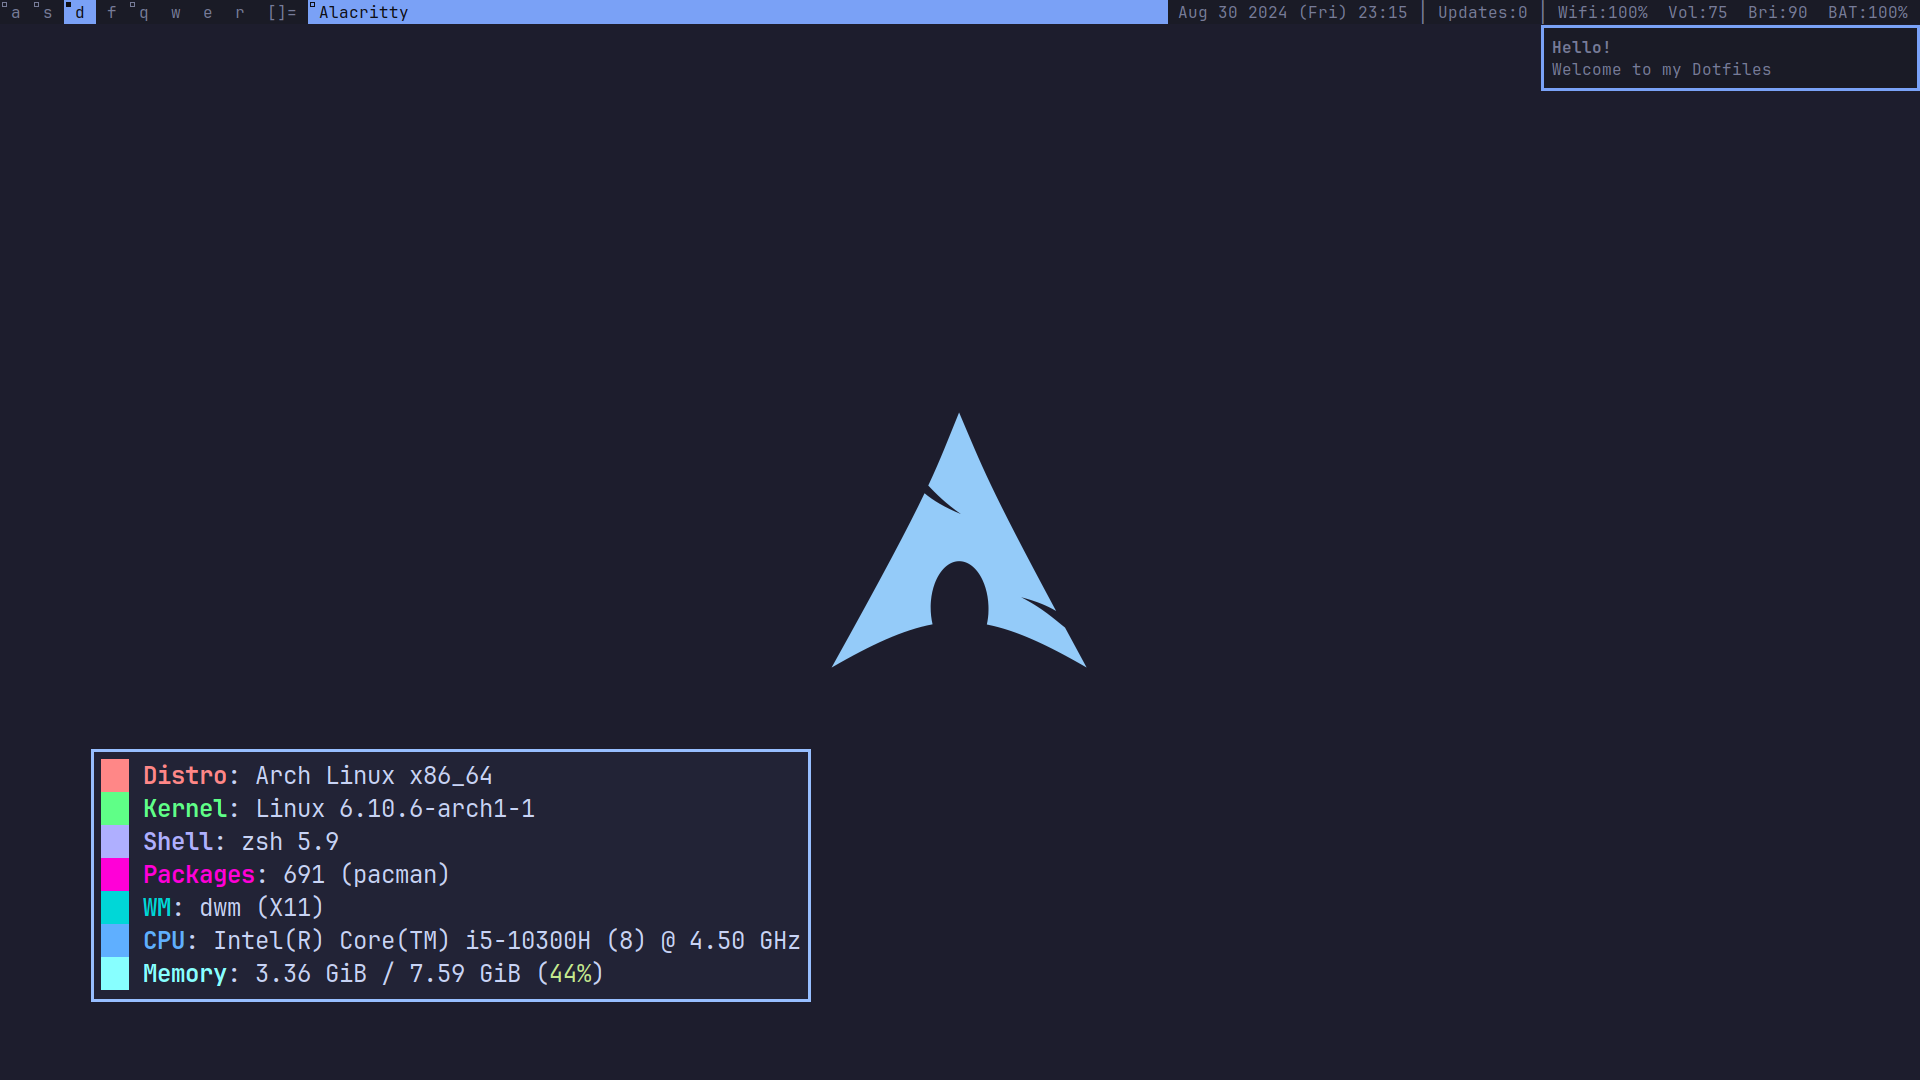 a s d f q w e r []= Alacritty Aug 30 2024 (Fri) 23:15 | Updates:0 | Wifi:100% Vol:75 Bri:90 BAT:100%
Hello!
Welcome to my Dotfiles
Distro: Arch Linux x86_64
Kernel: Linux 6.10.6-arch1-1
Shell: zsh 5.9
Packages: 691 (pacman)
WM: dwm (X11)
CPU: Intel(R) Core(TM) i5-10300H (8) @ 4.50 GHz
Memory: 3.36 GiB / 7.59 GiB (44%)